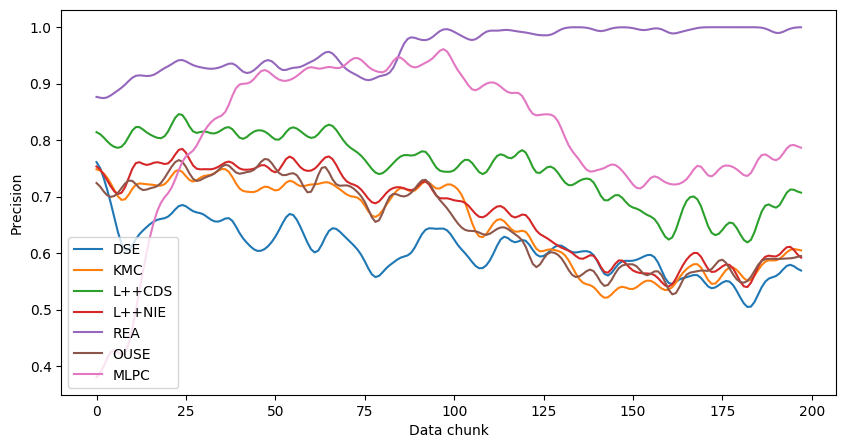 1.0
0.9
0.8
0.7
0.6
0.5
0.4
Precision
DSE
KMC
L++CDS
L++NIE
REA
OUSE
MLPC
0 25 50 75 100 125 150 175 200
Data chunk